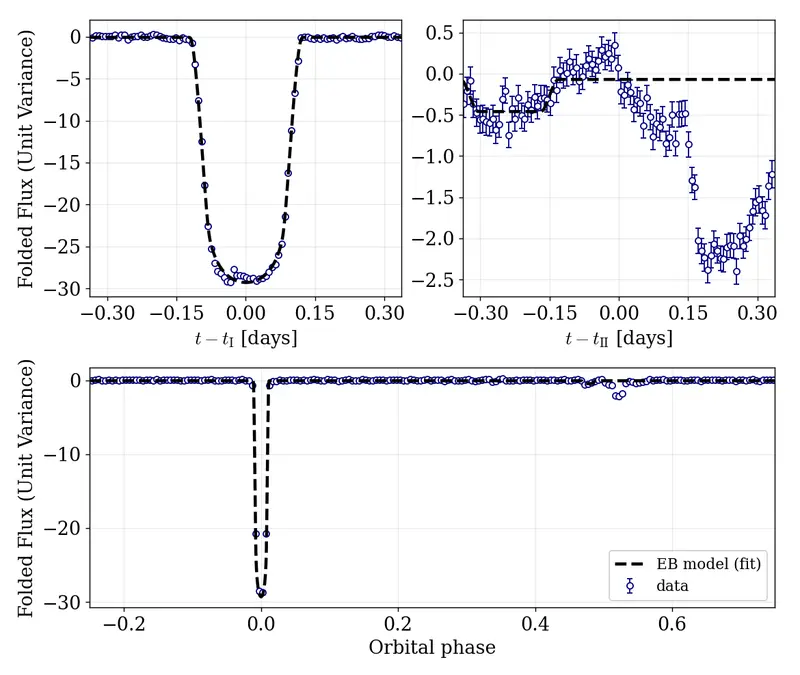 Folded Flux (Unit Variance)
0
−5
−10
−15
−20
−25
−30
−0.30 −0.15 0.00 0.15 0.30
t − tI [days]
0.5
0.0
−0.5
−1.0
−1.5
−2.0
−2.5
−0.30 −0.15 0.00 0.15 0.30
t − tII [days]
Folded Flux (Unit Variance)
0
−10
−20
−30
−0.2 0.0 0.2 0.4 0.6
Orbital phase
EB model (fit)
data